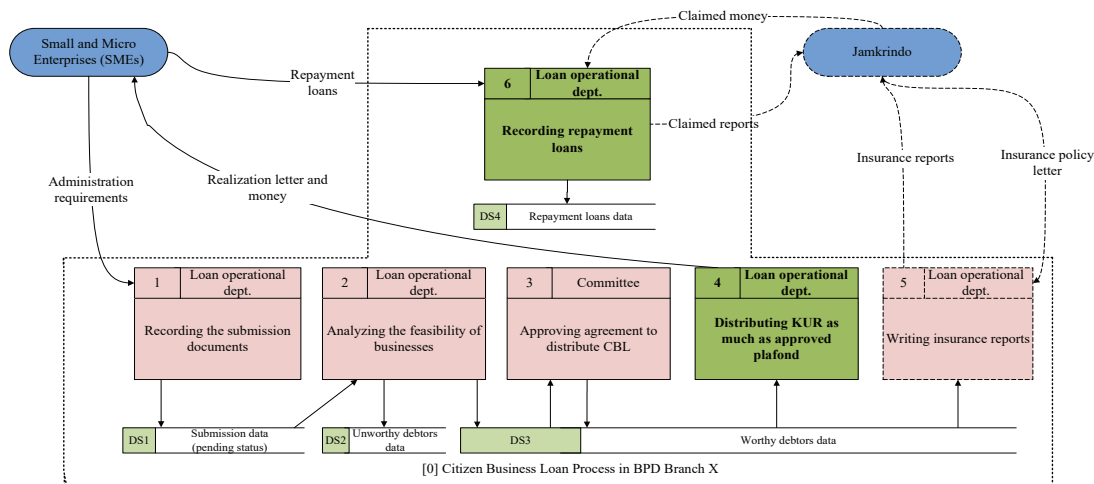 Claimed money
Small and Micro
Enterprises (SMEs)
Jamkrindo
Repayment
loans
6
Loan operational
dept.
Recording repayment
loans
Claimed reports
Insurance reports
Insurance policy
letter
Administration
requirements
Realization letter and
money
DS4
Repayment loans data
1
Loan operational
dept.
Recording the submission
documents
2
Loan operational
dept.
Analyzing the feasibility of
businesses
3
Committee
Approving agreement to
distribute CBL
4
Loan operational
dept.
Distributing KUR as
much as approved
plafond
5
Loan operational
dept.
Writing insurance reports
DS1
Submission data
(pending status)
DS2
Unworthy debtors
data
DS3
Worthy debtors data
[0] Citizen Business Loan Process in BPD Branch X